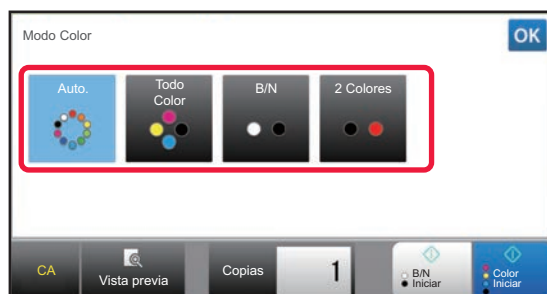 Modo Color
OK
Auto.
Todo
Color
B/N
2 Colores
CA
Vista previa
Copias
1
B/N
Iniciar
Color
Iniciar